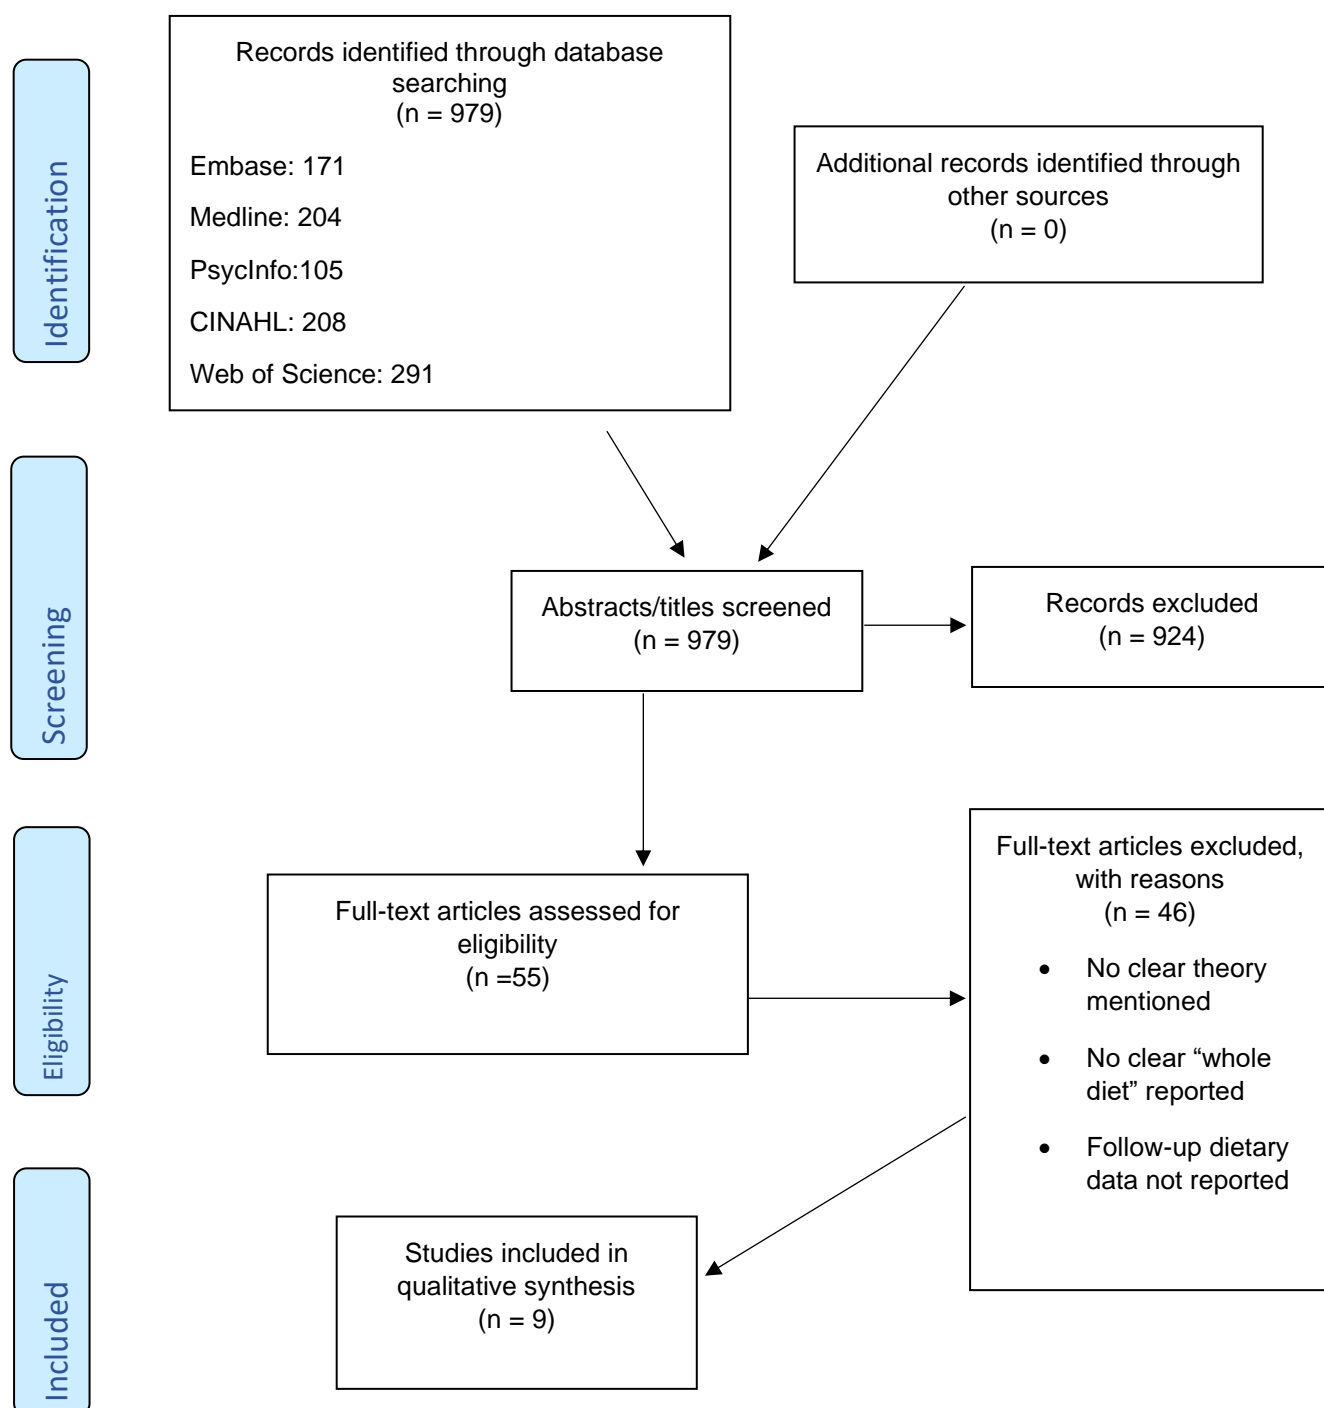 Identification
Records identified through database
searching
(n = 979)
Embase: 171
Medline: 204
PsycInfo:105
CINAHL: 208
Web of Science: 291
Additional records identified through
other sources
(n = 0)
Screening
Abstracts/titles screened
(n = 979)
Records excluded
(n = 924)
Eligibility
Full-text articles assessed for
eligibility
(n =55)
Full-text articles excluded,
with reasons
(n = 46)
• No clear theory
mentioned
• No clear “whole
diet” reported
• Follow-up dietary
data not reported
Included
Studies included in
qualitative synthesis
(n = 9)